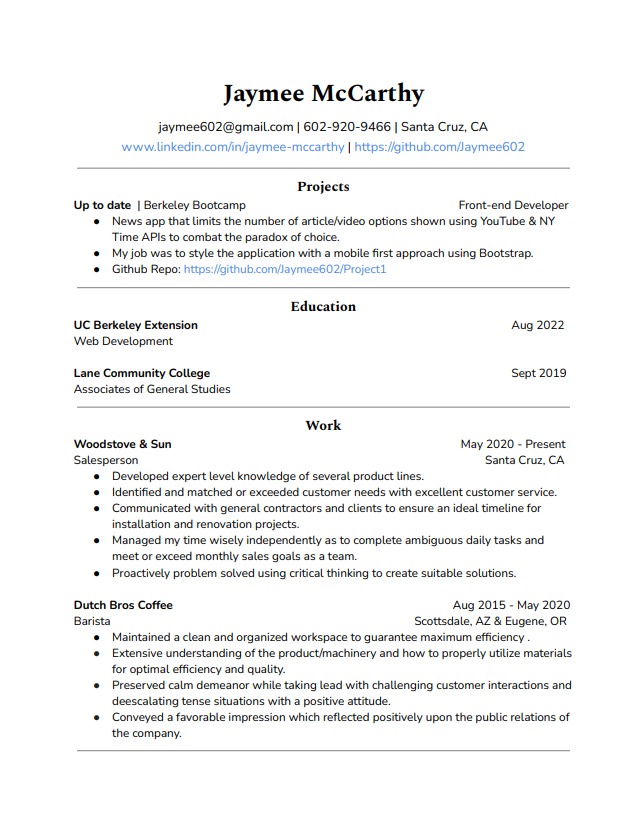 Jaymee McCarthy
jaymee602@gmail.com | 602-920-9466 | Santa Cruz, CA
www.linkedin.com/in/jaymee-mccarthy | https://github.com/Jaymee602
Projects
Up to date | Berkeley Bootcamp Front-end Developer
● News app that limits the number of article/video options shown using YouTube & NY
Time APIs to combat the paradox of choice.
● My job was to style the application with a mobile first approach using Bootstrap.
● Github Repo: https://github.com/Jaymee602/Project1
Education
UC Berkeley Extension Aug 2022
Web Development
Lane Community College Sept 2019
Associates of General Studies
Work
Woodstove & Sun May 2020 - Present
Salesperson Santa Cruz, CA
● Developed expert level knowledge of several product lines.
● Identified and matched or exceeded customer needs with excellent customer service.
● Communicated with general contractors and clients to ensure an ideal timeline for
installation and renovation projects.
● Managed my time wisely independently as to complete ambiguous daily tasks and
meet or exceed monthly sales goals as a team.
● Proactively problem solved using critical thinking to create suitable solutions.
Dutch Bros Coffee Aug 2015 - May 2020
Barista Scottsdale, AZ & Eugene, OR
● Maintained a clean and organized workspace to guarantee maximum efficiency .
● Extensive understanding of the product/machinery and how to properly utilize materials
for optimal efficiency and quality.
● Preserved calm demeanor while taking lead with challenging customer interactions and
deescalating tense situations with a positive attitude.
● Conveyed a favorable impression which reflected positively upon the public relations of
the company.